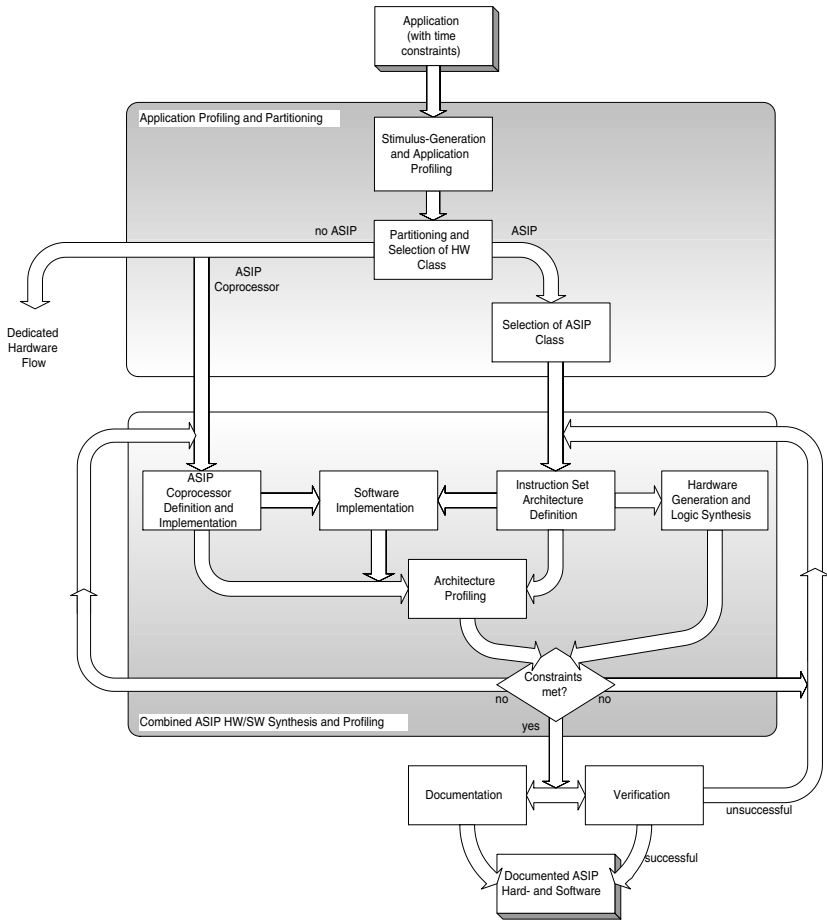 Application
(with time
constraints)
Application Profiling and Partitioning
Stimulus-Generation
and Application
Profiling
no ASIP
Partitioning and
Selection of HW
Class
ASIP
ASIP
Coprocessor
Dedicated
Hardware
Flow
Selection of ASIP
Class
ASIP
Coprocessor
Definition and
Implementation
Software
Implementation
Instruction Set
Architecture
Definition
Hardware
Generation and
Logic Synthesis
Architecture
Profiling
Constraints
met?
no
no
Combined ASIP HW/SW Synthesis and Profiling
yes
Documentation
Verification
unsuccessful
successful
Documented ASIP
Hard- and Software